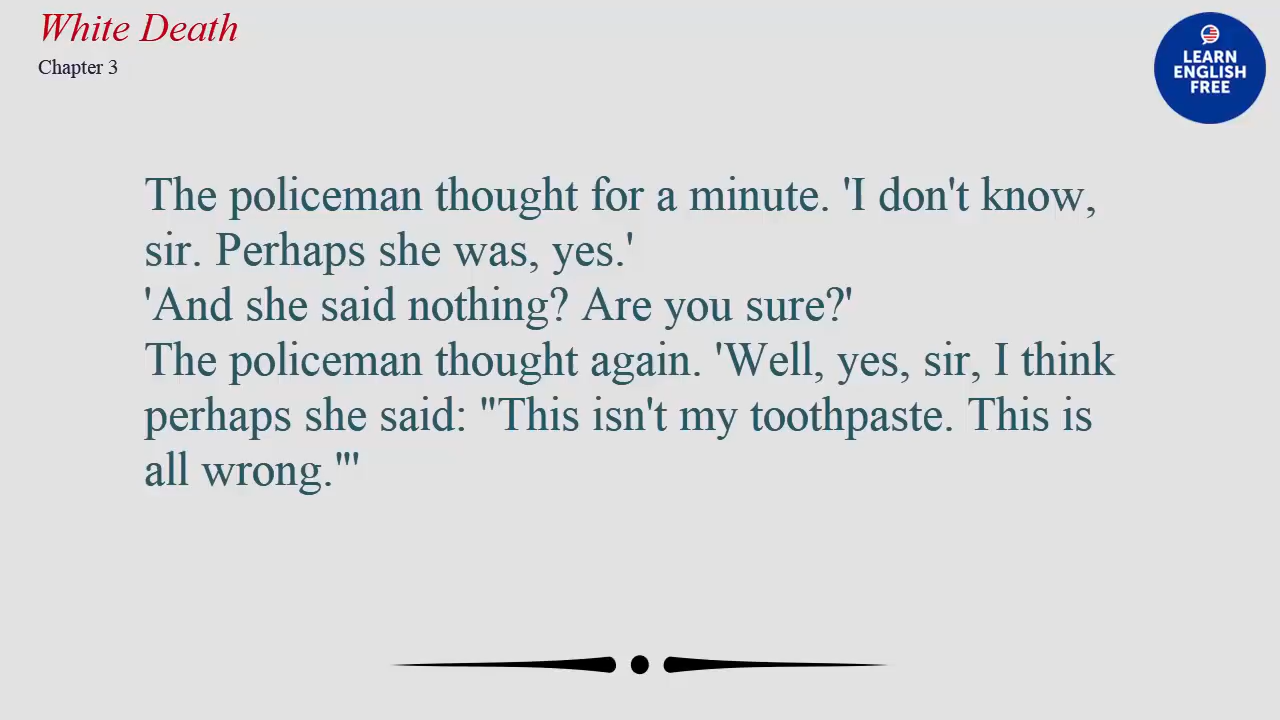 White Death
Chapter 3
LEARN
ENGLISH
FREE
The policeman thought for a minute. 'I don't know,
sir. Perhaps she was, yes.'
'And she said nothing? Are you sure?'
The policeman thought again. 'Well, yes, sir, I think
perhaps she said: "This isn't my toothpaste. This is
all wrong."'